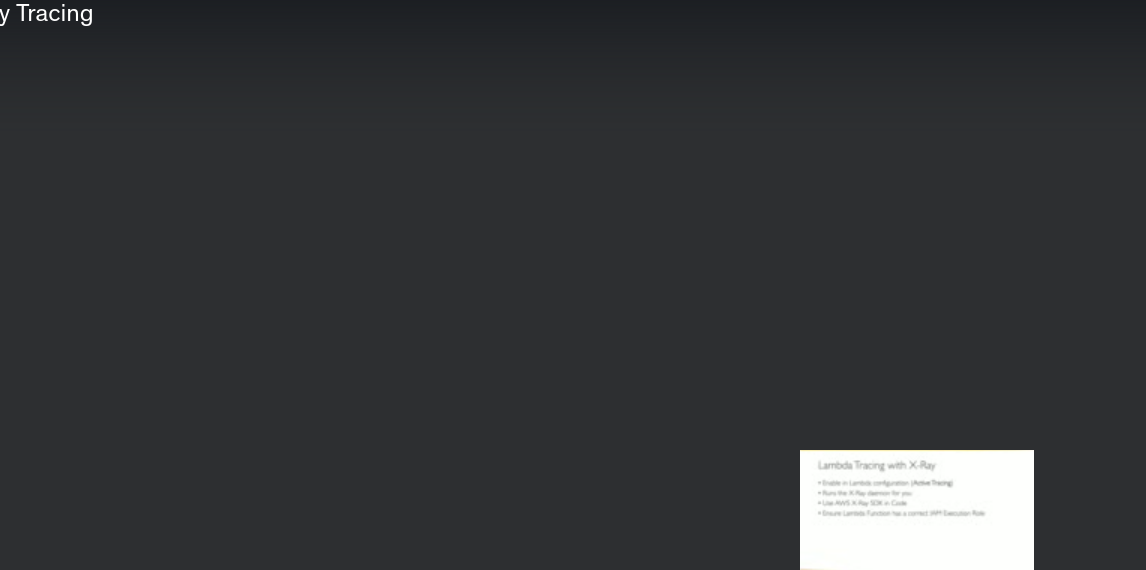 y Tracing
Lambda Tracing with X-Ray
• Enable in Lambda configuration (Active Tracing)
• Runs the X-Ray daemon for you
• Use AWS X-Ray SDK in Code
• Ensure Lambda Function has a correct IAM Execution Role